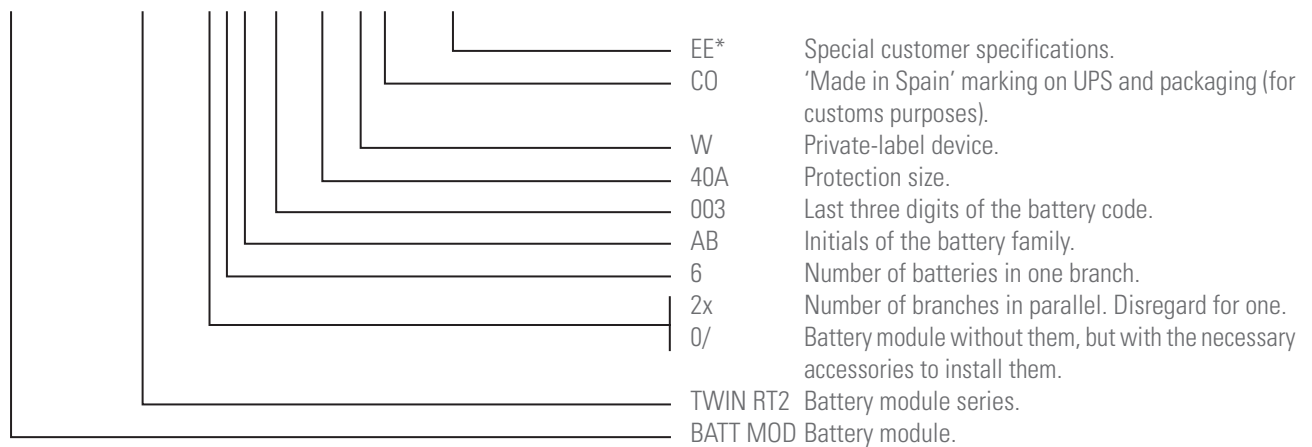 EE* Special customer specifications.
CO ‘Made in Spain’ marking on UPS and packaging (for
customs purposes).
W Private-label device.
40A Protection size.
003 Last three digits of the battery code.
AB Initials of the battery family.
6 Number of batteries in one branch.
2x Number of branches in parallel. Disregard for one.
0/ Battery module without them, but with the necessary
accessories to install them.
TWIN RT2 Battery module series.
BATT MOD Battery module.